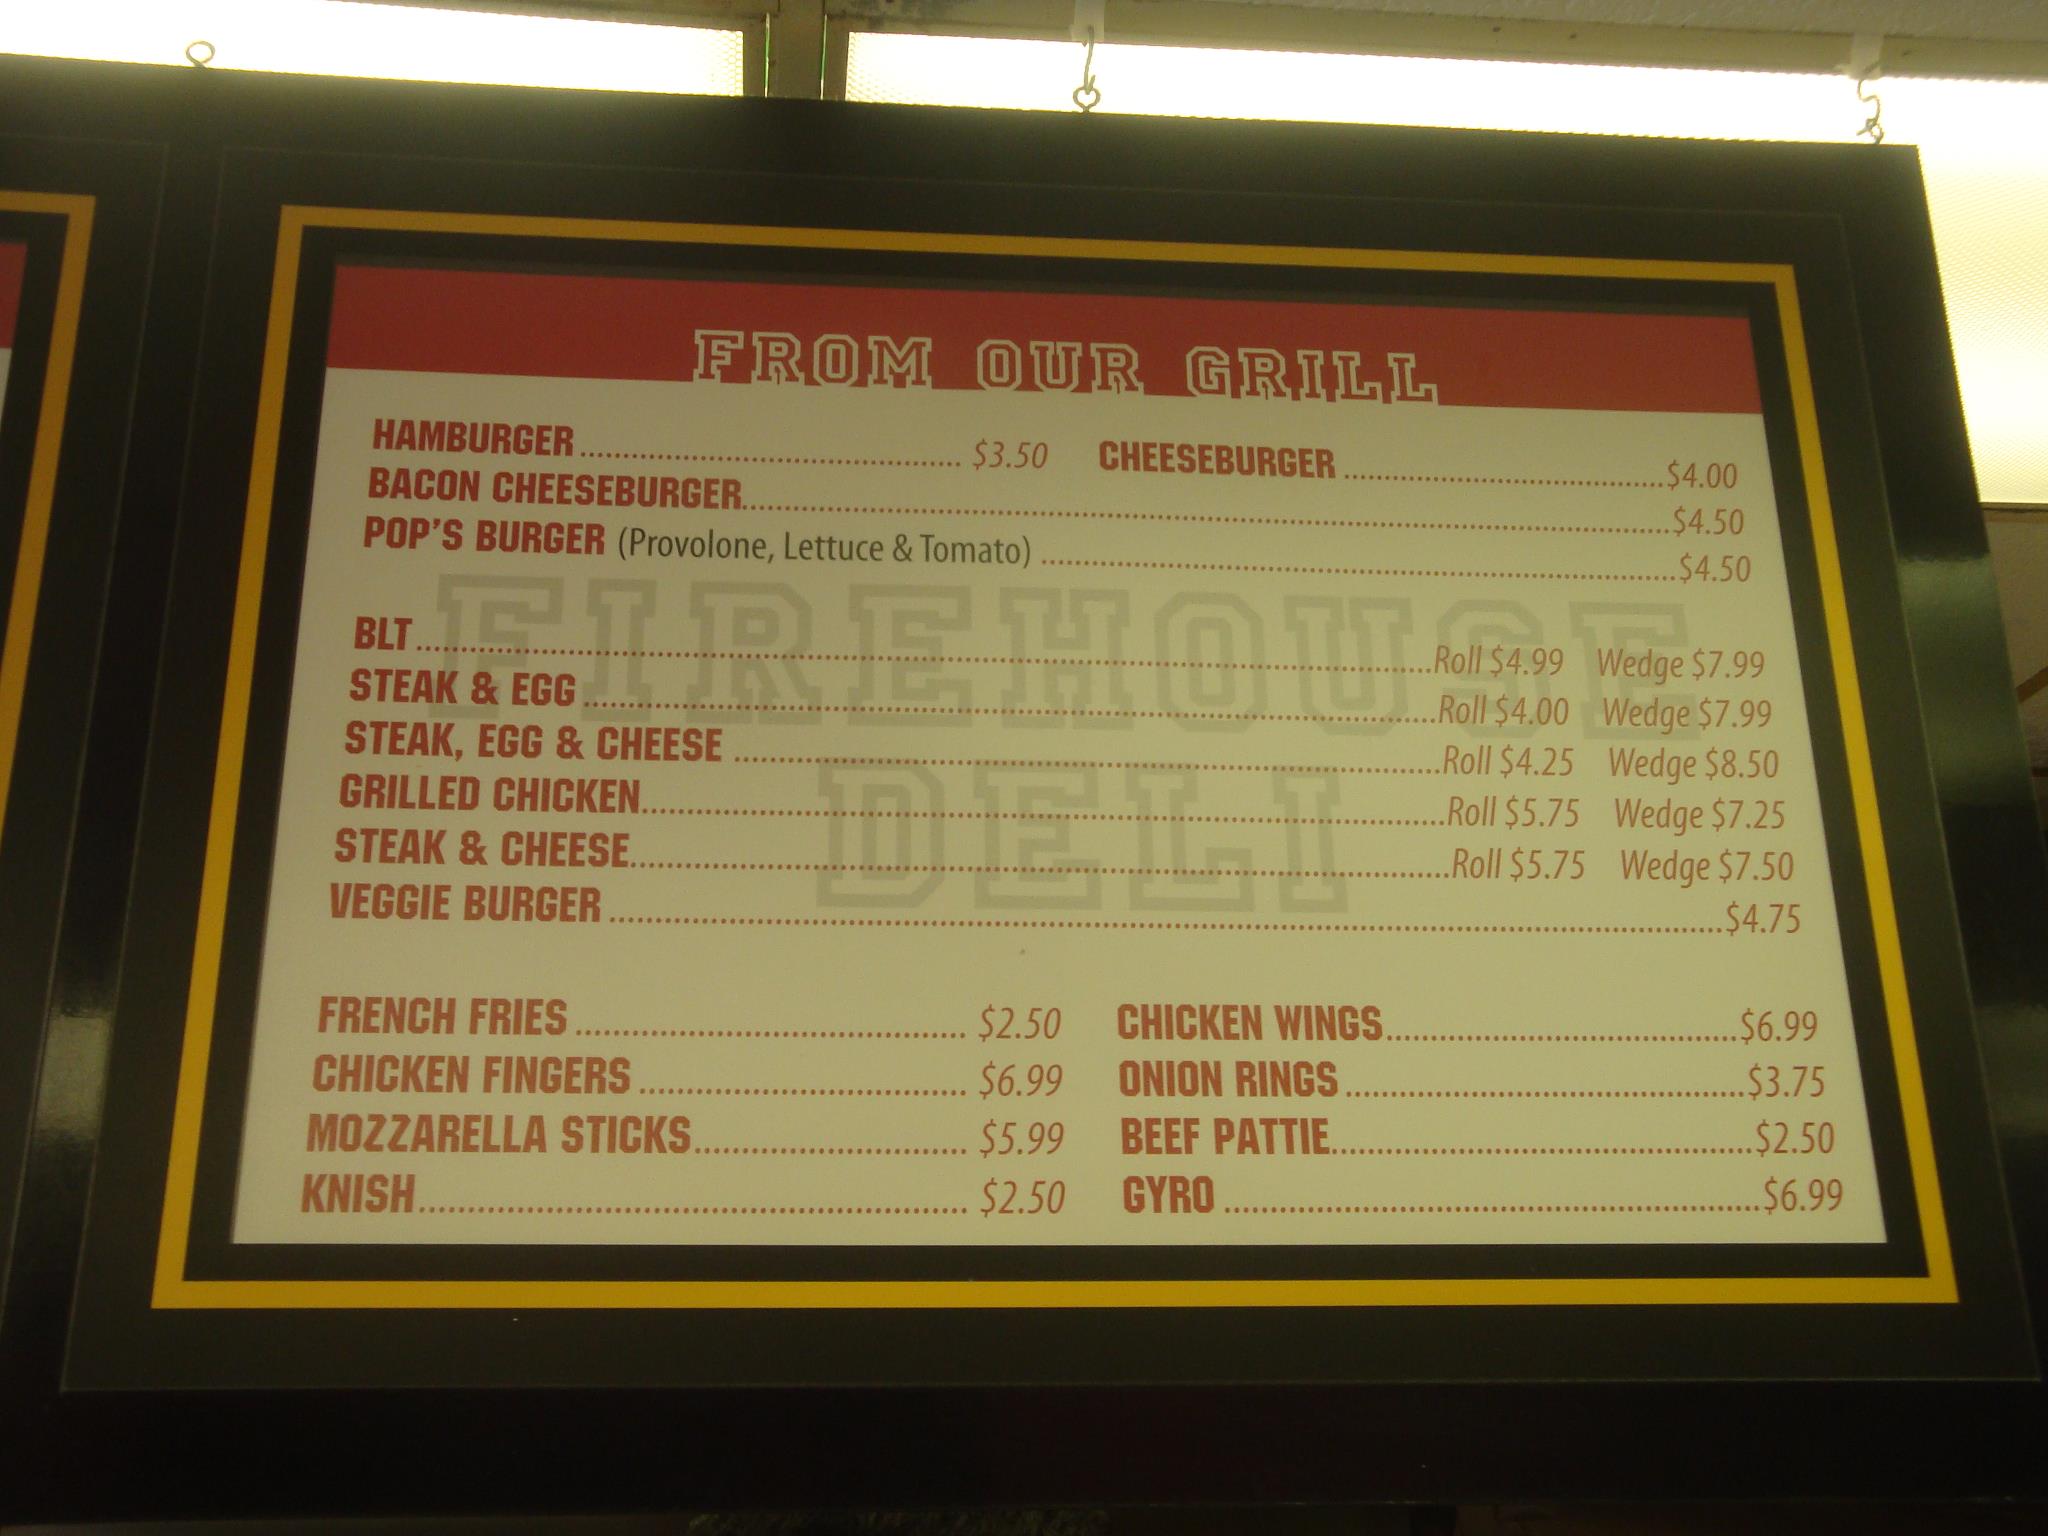 FROM OUR GRILL
HAMBURGER.......... $3.50 CHEESEBURGER..........$4.00
BACON CHEESEBURGER..........$4.50
POP'S BURGER (Provolone, Lettuce & Tomato)..........$4.50
FIREHOUSE
DELI
BLT..........Roll $4.99 Wedge $7.99
STEAK & EGG..........Roll $4.00 Wedge $7.99
STEAK, EGG & CHEESE..........Roll $4.25 Wedge $8.50
GRILLED CHICKEN..........Roll $5.75 Wedge $7.25
STEAK & CHEESE..........Roll $5.75 Wedge $7.50
VEGGIE BURGER..........$4.75
FRENCH FRIES.......... $2.50 CHICKEN WINGS..........$6.99
CHICKEN FINGERS.......... $6.99 ONION RINGS..........$3.75
MOZZARELLA STICKS.......... $5.99 BEEF PATTIE..........$2.50
KNISH.......... $2.50 GYRO..........$6.99